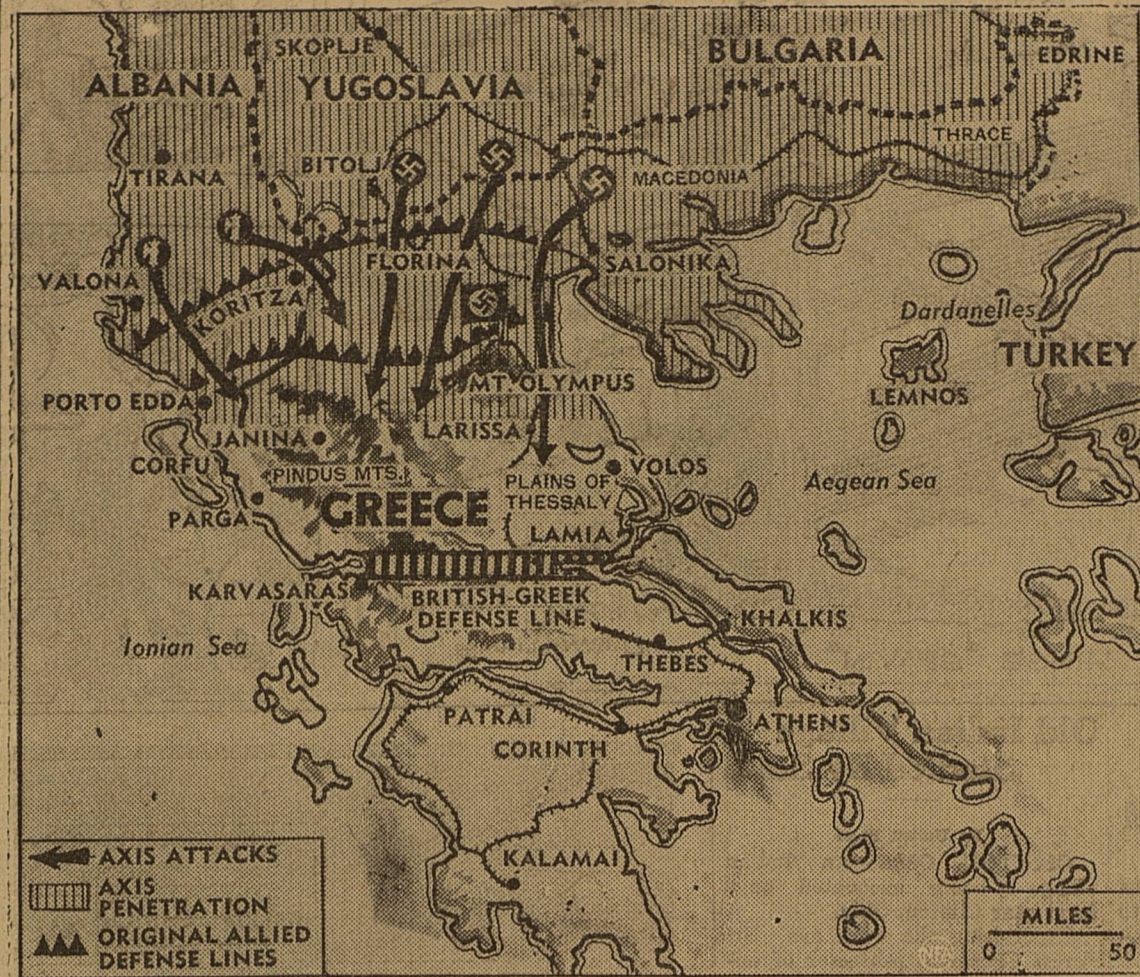 SKOPLJE
BULGARIA
EDRINE
ALBANIA
YUGOSLAVIA
THRACE
BITOLJ
TIRANA
MACEDONIA
FLORINA
SALONIKA
VALONA
KORITZA
Dardanelles
TURKEY
MT. OLYMPUS
PORTO EDDA
LEMNOS
JANINA
LARISSA
CORFU
PINDUS MTS.
VOLOS
PLAINS OF
THESSALY
Aegean Sea
PARGA
GREECE
LAMIA
KARVASARAS
BRITISH-GREEK
DEFENSE LINE
KHALKIS
Ionian Sea
THEBES
PATRAI
ATHENS
CORINTH
KALAMAI
AXIS ATTACKS
AXIS
PENETRATION
ORIGINAL ALLIED
DEFENSE LINES
MILES
0 50
NEA